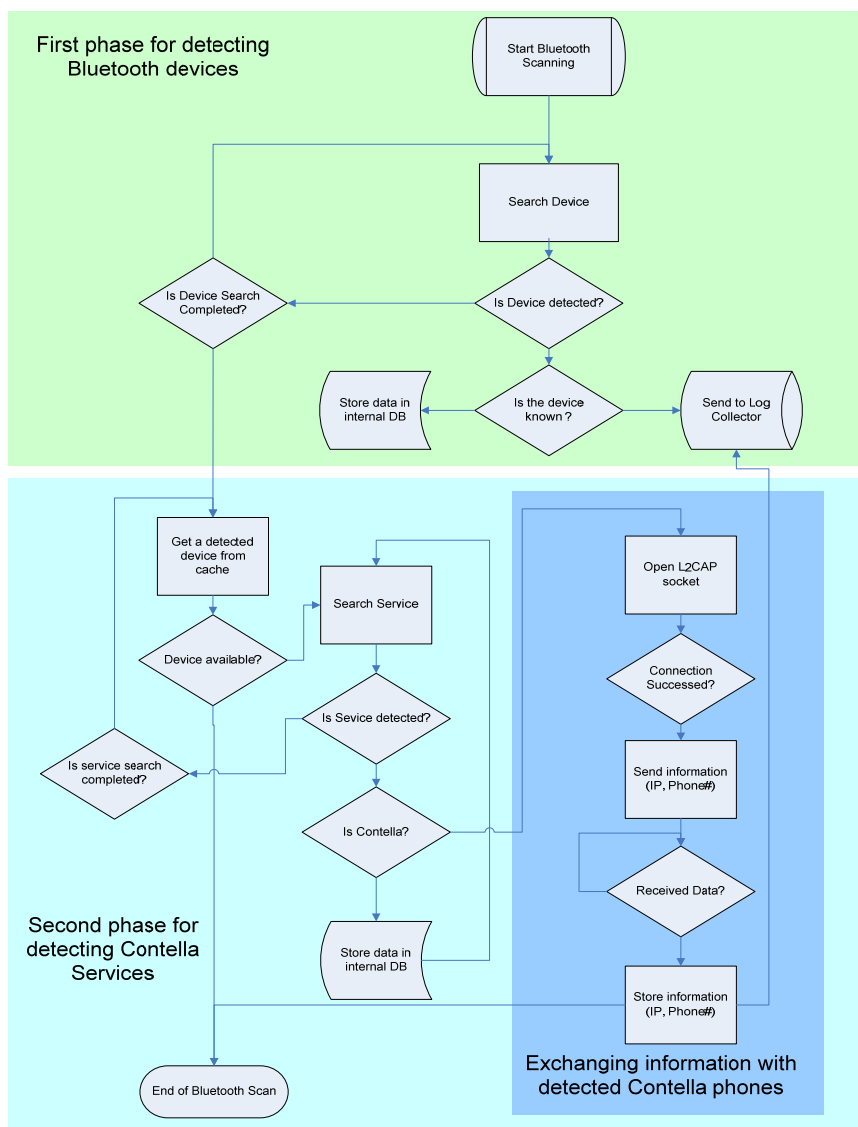 First phase for detecting
Bluetooth devices
Start Bluetooth
Scanning
Search Device
Is Device Search
Completed?
Is Device detected?
Store data in
internal DB
Is the device
known ?
Send to Log
Collector
Get a detected
device from
cache
Search Service
Open L2CAP
socket
Device available?
Connection
Successed?
Is Sevice detected?
Is service search
completed?
Send information
(IP, Phone#)
Is Contella?
Received Data?
Second phase for
detecting Contella
Services
Store data in
internal DB
Store information
(IP, Phone#)
Exchanging information with
detected Contella phones
End of Bluetooth Scan